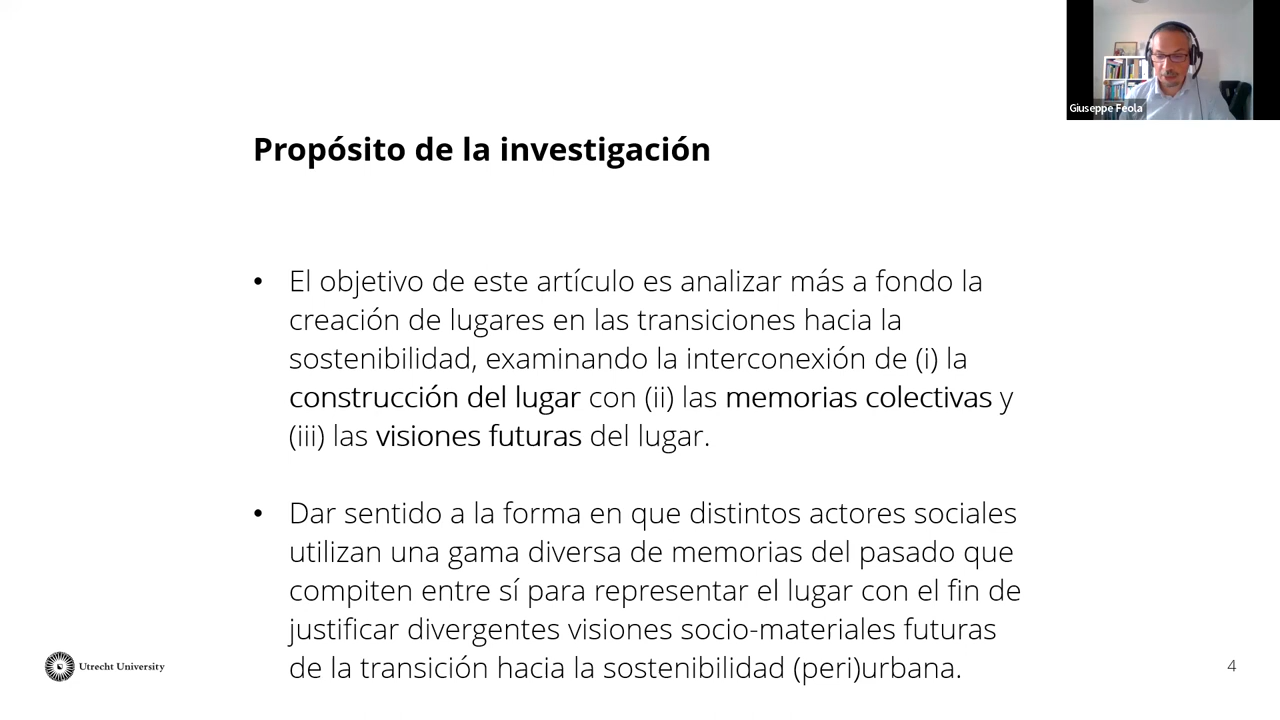 Giuseppe Feola
Propósito de la investigación
• El objetivo de este artículo es analizar más a fondo la
creación de lugares en las transiciones hacia la
sostenibilidad, examinando la interconexión de (i) la
construcción del lugar con (ii) las memorias colectivas y
(iii) las visiones futuras del lugar.
• Dar sentido a la forma en que distintos actores sociales
utilizan una gama diversa de memorias del pasado que
compiten entre sí para representar el lugar con el fin de
justificar divergentes visiones socio-materiales futuras
de la transición hacia la sostenibilidad (peri)urbana.
Utrecht University
4